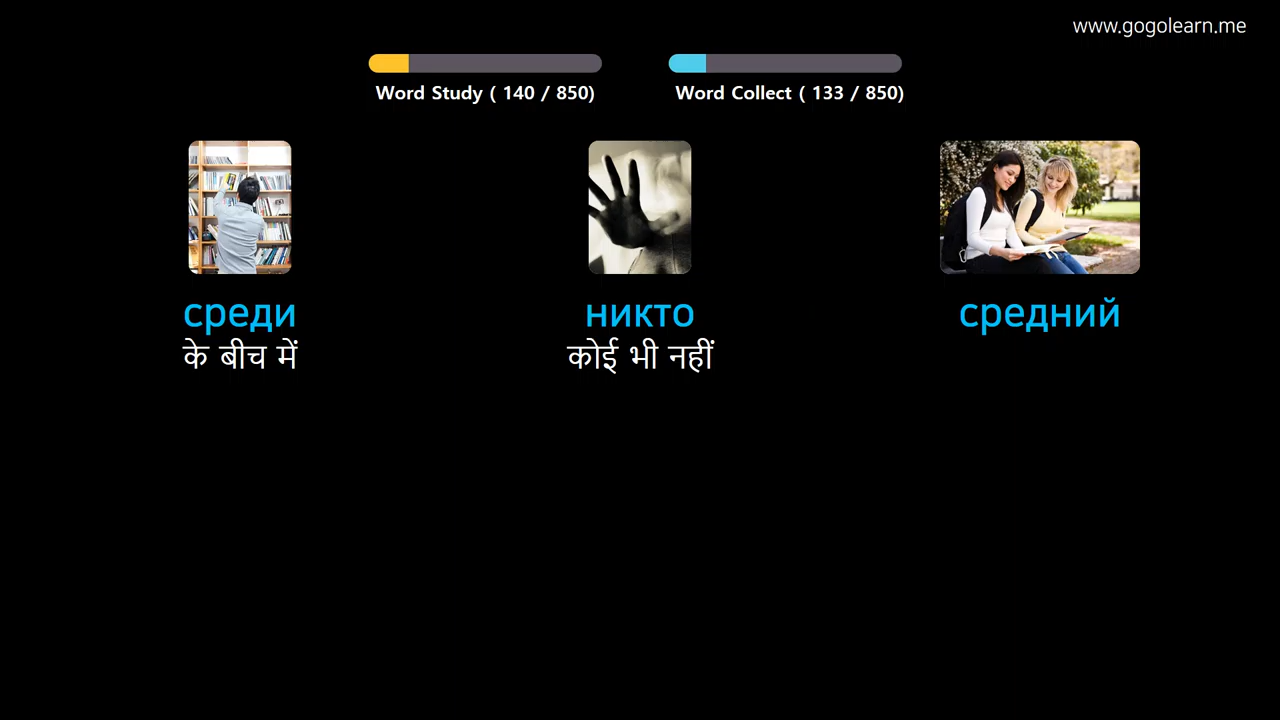 www.gogolearn.me
Word Study ( 140 / 850)
Word Collect ( 133 / 850)
среди
के बीच में
никто
कोई भी नहीं
средний